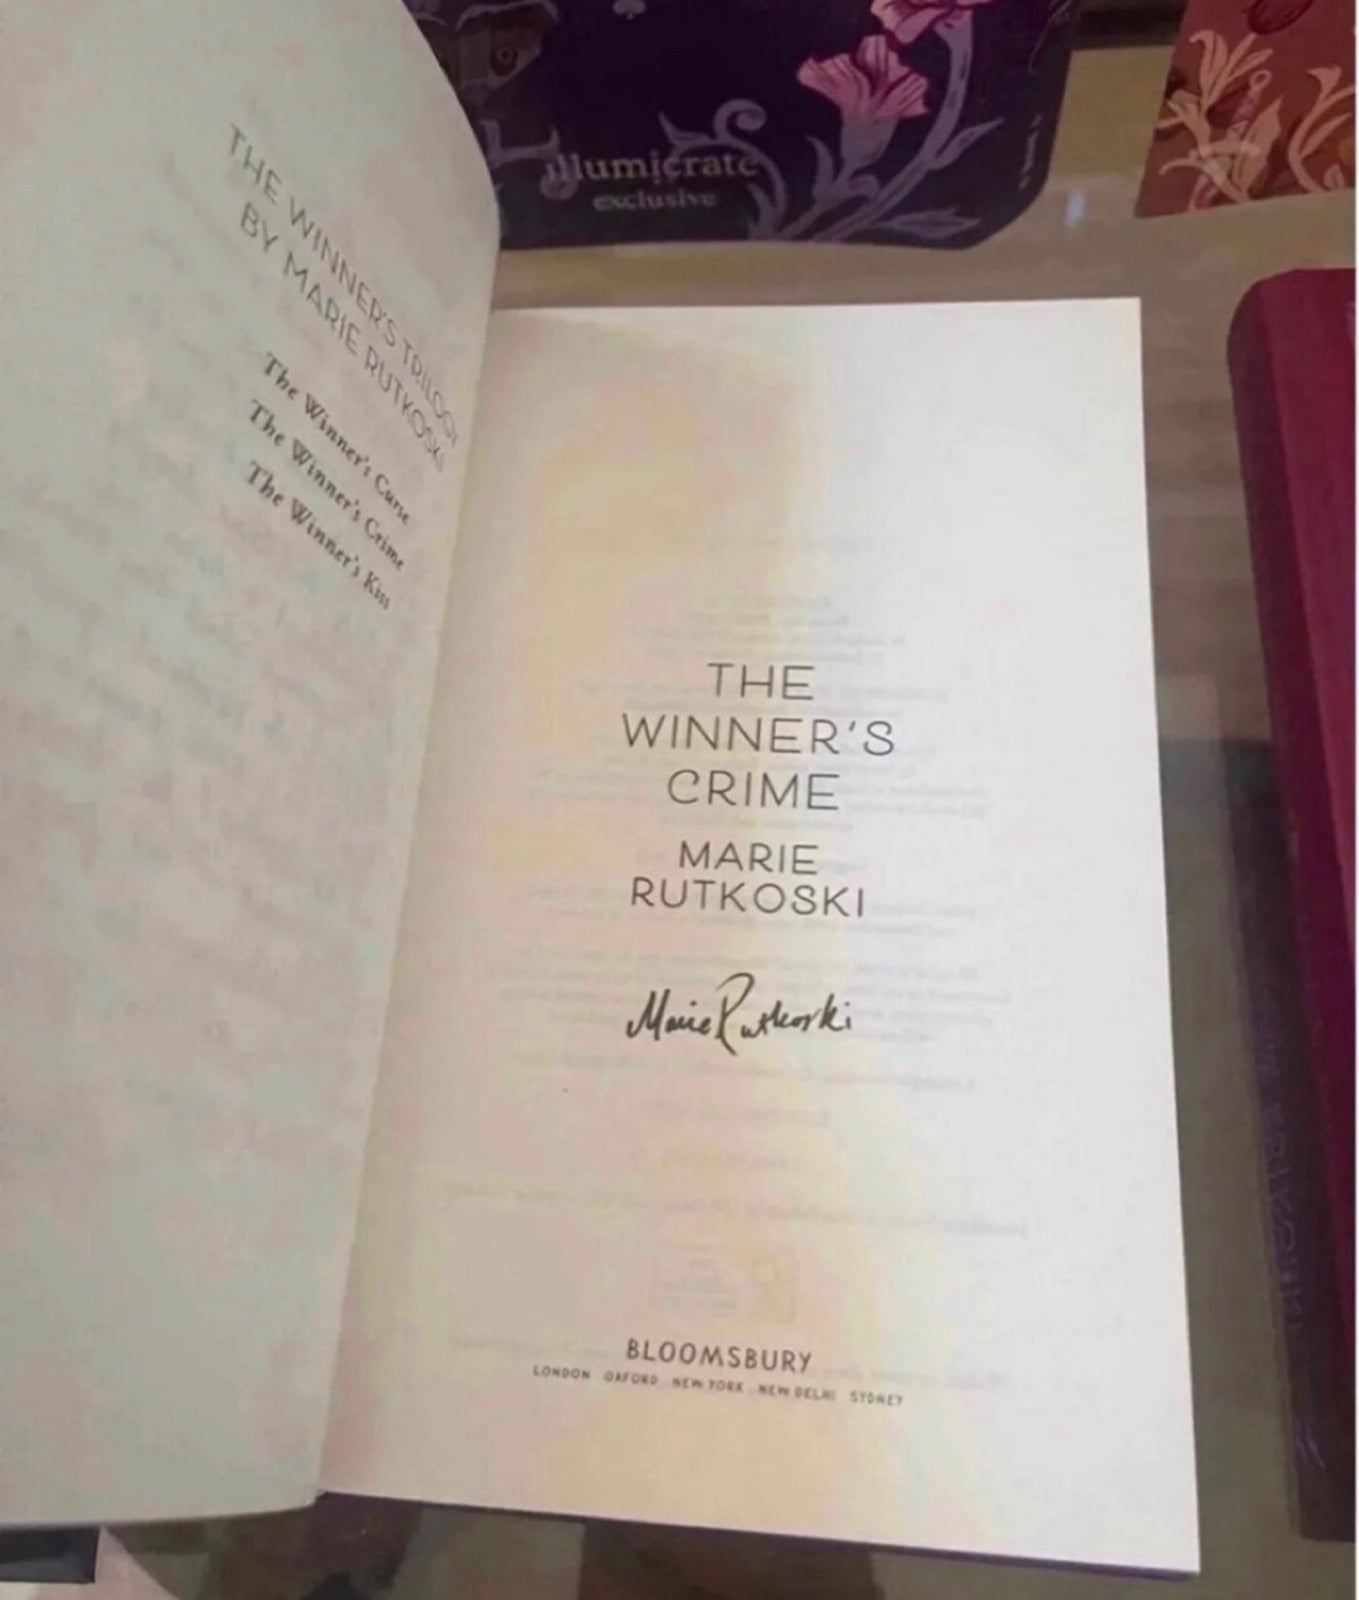 illumicrate
exclusive
THE WINNER'S TRILOGY
BY MARIE RUTKOSKI
The Winner's Curse
The Winner's Crime
The Winner's Kiss
THE
WINNER'S
CRIME
MARIE
RUTKOSKI
Marie Rutkoski
BLOOMSBURY
LONDON OXFORD NEW YORK NEW DELHI SYDNEY